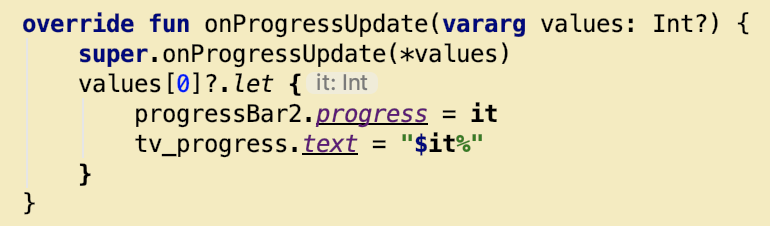 override fun onProgressUpdate(vararg values: Int?) {
    super.onProgressUpdate(*values)
    values[0]?.let { it: Int
        progressBar2.progress = it
        tv_progress.text = "$it%"
    }
}